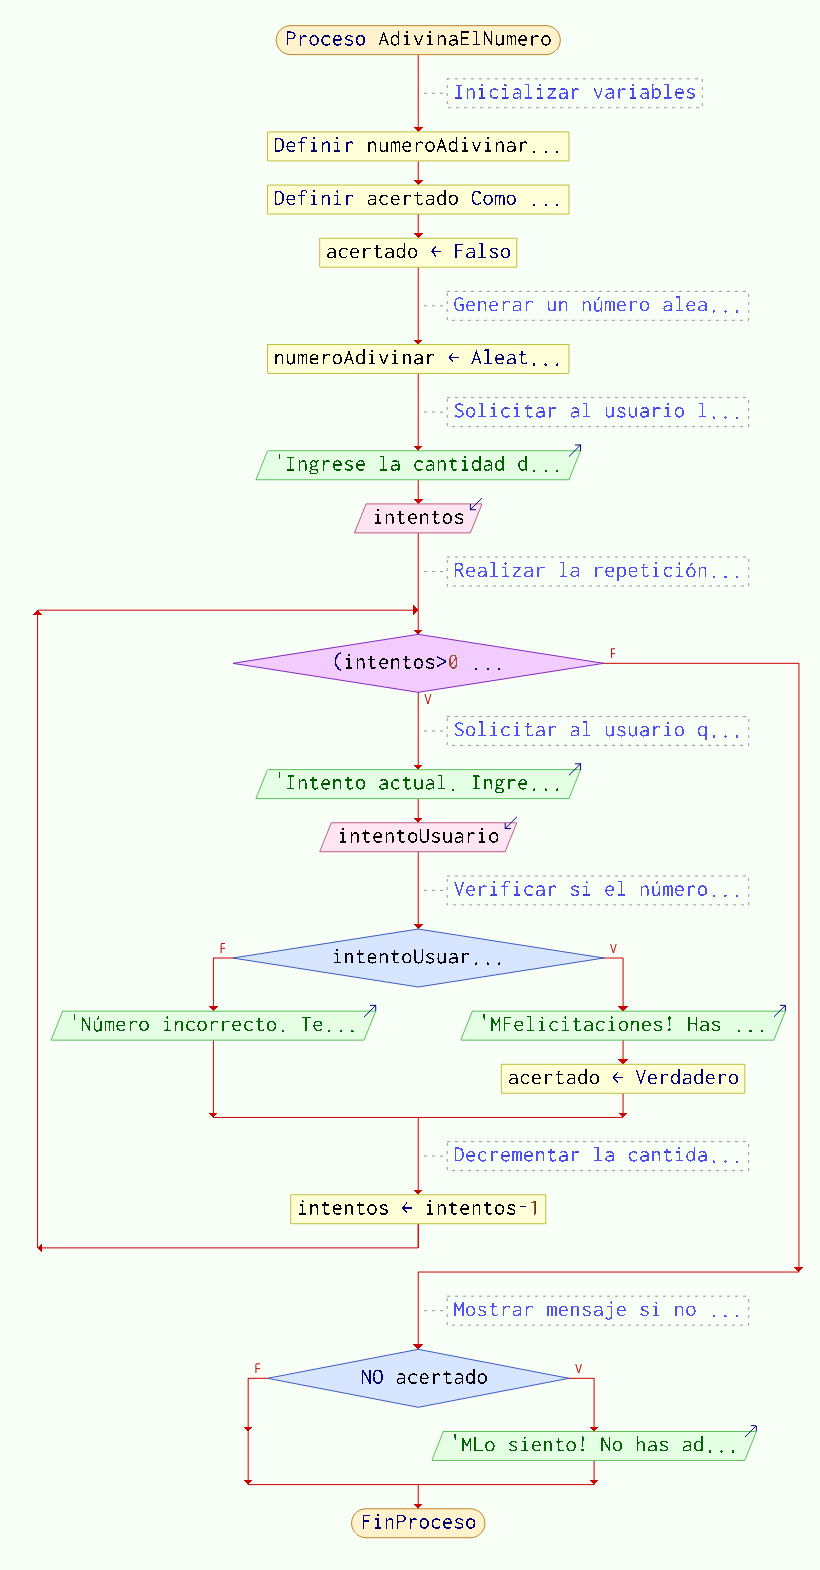 Proceso AdivinaElNumero
Inicializar variables
Definir numeroAdivinar...
Definir acertado Como ...
acertado ← Falso
Generar un número alea...
numeroAdivinar ← Aleat...
Solicitar al usuario l...
'Ingrese la cantidad d...
intentos
Realizar la repetición...
(intentos>0 ...
F
V
Solicitar al usuario q...
'Intento actual. Ingre...
intentoUsuario
Verificar si el número...
F
intentoUsuar...
V
'Número incorrecto. Te...
'MFelicitaciones! Has ...
acertado ← Verdadero
Decrementar la cantida...
intentos ← intentos-1
Mostrar mensaje si no ...
F
NO acertado
V
'MLo siento! No has ad...
FinProceso